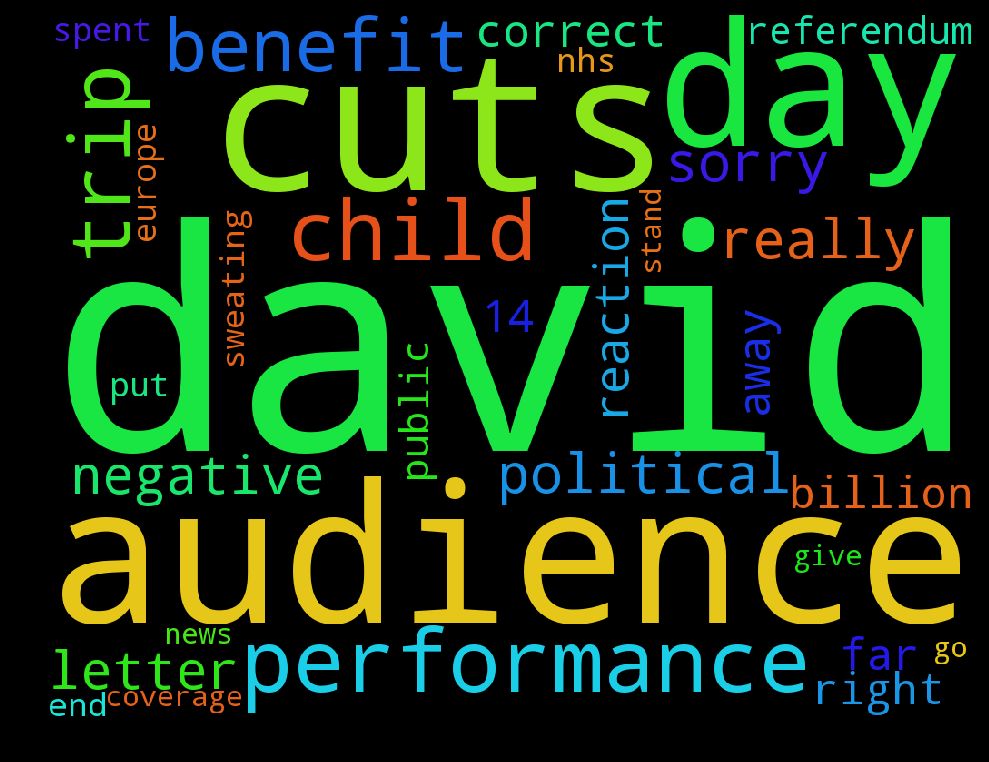 spent
benefit
correct
referendum
nhs
day
trip
europe
cuts
sorry
child
reaction
stand
really
sweating
david
14
away
put
public
negative
political
billion
audience
give
news
letter
performance
far
go
coverage
right
end